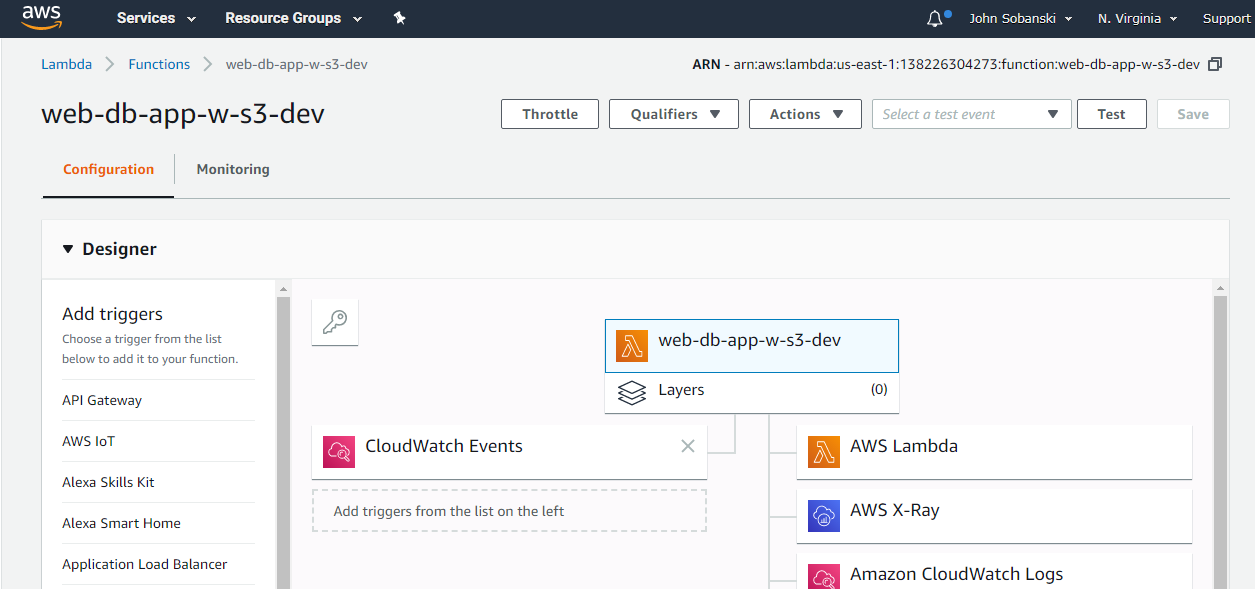 aws Services Resource Groups John Sobanski N. Virginia Support
Lambda Functions web-db-app-w-s3-dev ARN - arn:aws:lambda:us-east-1:138226304273:function:web-db-app-w-s3-dev
web-db-app-w-s3-dev Throttle Qualifiers Actions Select a test event Test Save
Configuration Monitoring
Designer
Add triggers
Choose a trigger from the list
below to add it to your function.
API Gateway
AWS IoT
Alexa Skills Kit
Alexa Smart Home
Application Load Balancer
web-db-app-w-s3-dev
Layers (0)
CloudWatch Events
Add triggers from the list on the left
AWS Lambda
AWS X-Ray
Amazon CloudWatch Logs